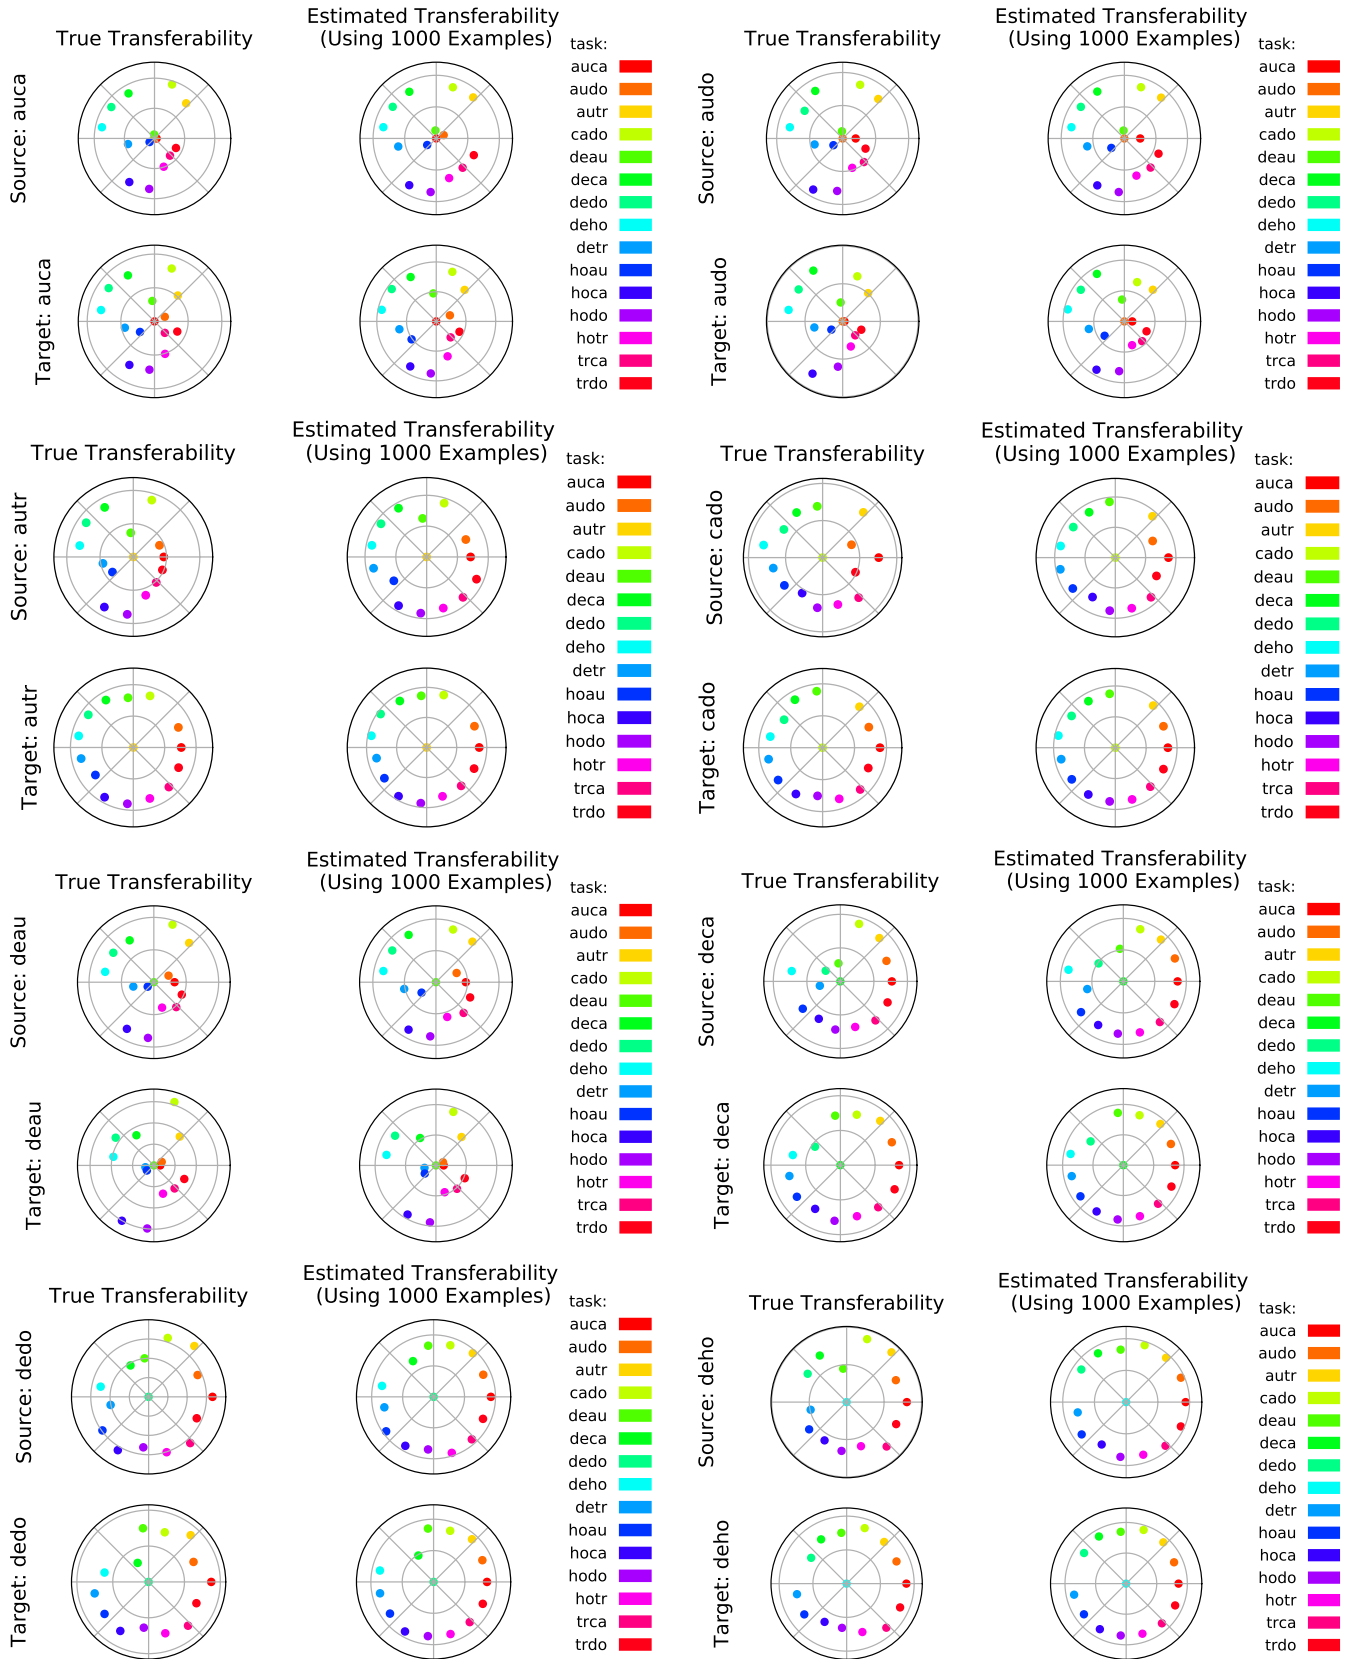 True Transferability
Estimated Transferability
(Using 1000 Examples)
task:
auca
audo
autr
cado
deau
deca
dedo
deho
detr
hoau
hoca
hodo
hotr
trca
trdo
Source: auca
Target: auca
True Transferability
Estimated Transferability
(Using 1000 Examples)
task:
auca
audo
autr
cado
deau
deca
dedo
deho
detr
hoau
hoca
hodo
hotr
trca
trdo
Source: audo
Target: audo
True Transferability
Estimated Transferability
(Using 1000 Examples)
task:
auca
audo
autr
cado
deau
deca
dedo
deho
detr
hoau
hoca
hodo
hotr
trca
trdo
Source: autr
Target: autr
True Transferability
Estimated Transferability
(Using 1000 Examples)
task:
auca
audo
autr
cado
deau
deca
dedo
deho
detr
hoau
hoca
hodo
hotr
trca
trdo
Source: cado
Target: cado
True Transferability
Estimated Transferability
(Using 1000 Examples)
task:
auca
audo
autr
cado
deau
deca
dedo
deho
detr
hoau
hoca
hodo
hotr
trca
trdo
Source: deau
Target: deau
True Transferability
Estimated Transferability
(Using 1000 Examples)
task:
auca
audo
autr
cado
deau
deca
dedo
deho
detr
hoau
hoca
hodo
hotr
trca
trdo
Source: deca
Target: deca
True Transferability
Estimated Transferability
(Using 1000 Examples)
task:
auca
audo
autr
cado
deau
deca
dedo
deho
detr
hoau
hoca
hodo
hotr
trca
trdo
Source: dedo
Target: dedo
True Transferability
Estimated Transferability
(Using 1000 Examples)
task:
auca
audo
autr
cado
deau
deca
dedo
deho
detr
hoau
hoca
hodo
hotr
trca
trdo
Source: deho
Target: deho